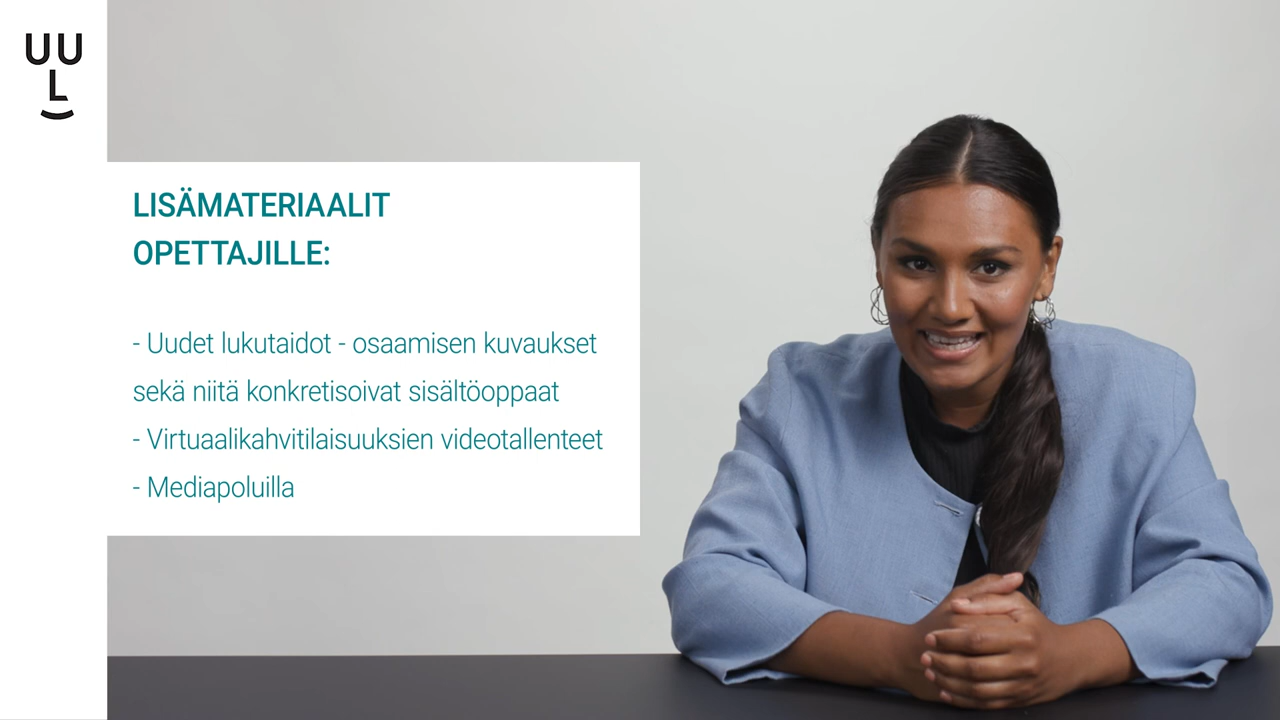 UU
L
LISÄMATERIAALIT
OPETTAJILLE:
- Uudet lukutaidot - osaamisen kuvaukset
sekä niitä konkretisoivat sisältöoppaat
- Virtuaalikahvitilaisuuksien videotallenteet
- Mediapoluilla